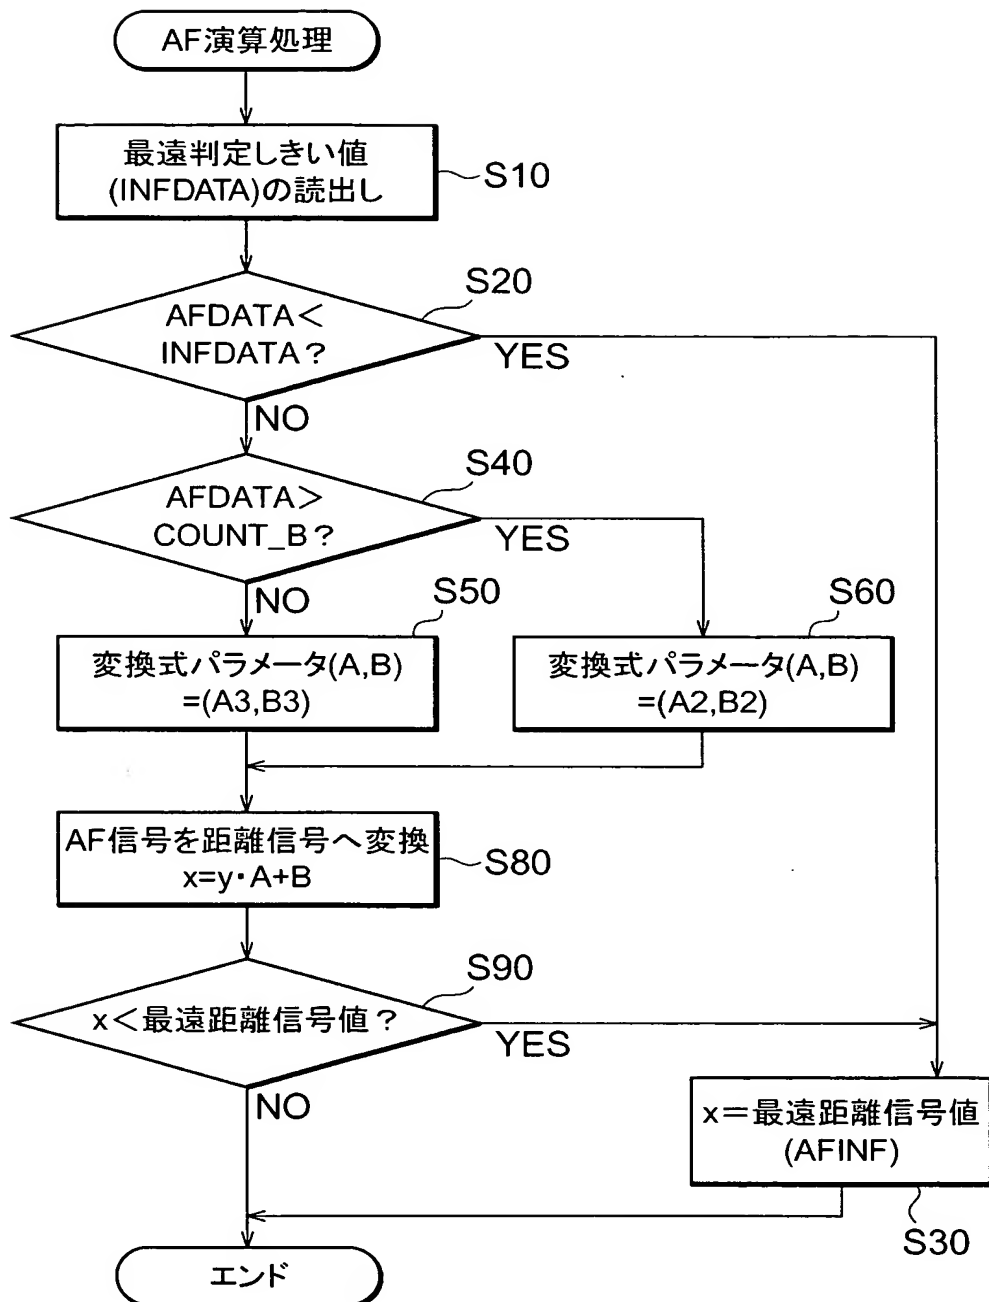 AF演算処理
最遠判定しきい値
(INFDATA)の読出し
S10
S20
AFDATA<
INFDATA?
YES
NO
S40
AFDATA>
COUNT_B?
YES
NO
S50
変換式パラメータ(A,B)
=(A3,B3)
S60
変換式パラメータ(A,B)
=(A2,B2)
AF信号を距離信号へ変換
x=y・A+B
S80
S90
x<最遠距離信号値?
YES
NO
x=最遠距離信号値
(AFINF)
S30
エンド